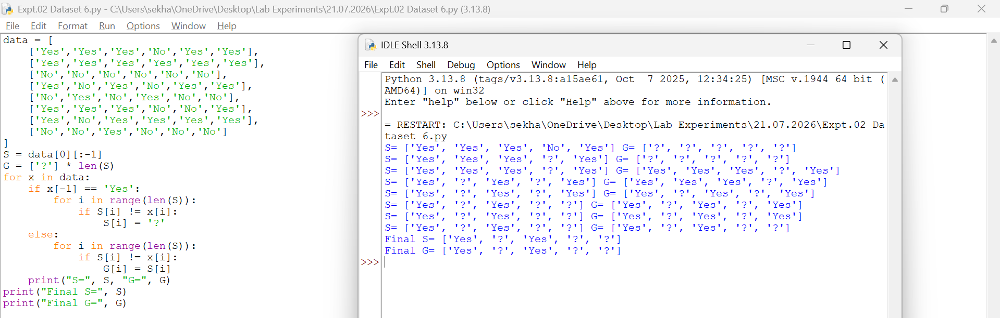 Expt.02 Dataset 6.py - C:\Users\sekha\OneDrive\Desktop\Lab Experiments\21.07.2026\Expt.02 Dataset 6.py (3.13.8)
File Edit Format Run Options Window Help
data = [
    ['Yes','Yes','Yes','No','Yes','Yes'],
    ['Yes','Yes','Yes','Yes','Yes','Yes'],
    ['No','No','No','No','No','No'],
    ['Yes','No','Yes','No','Yes','Yes'],
    ['No','Yes','No','Yes','No','No'],
    ['Yes','Yes','Yes','No','No','Yes'],
    ['Yes','No','Yes','Yes','Yes','Yes'],
    ['No','No','Yes','No','No','No']
]
S = data[0][:-1]
G = ['?'] * len(S)
for x in data:
    if x[-1] == 'Yes':
        for i in range(len(S)):
            if S[i] != x[i]:
                S[i] = '?'
    else:
        for i in range(len(S)):
            if S[i] != x[i]:
                G[i] = S[i]
    print("S=", S, "G=", G)
print("Final S=", S)
print("Final G=", G)
IDLE Shell 3.13.8
File Edit Shell Debug Options Window Help
Python 3.13.8 (tags/v3.13.8:a15ae61, Oct  7 2025, 12:34:25) [MSC v.1944 64 bit (
AMD64)] on win32
Enter "help" below or click "Help" above for more information.
>>>
= RESTART: C:\Users\sekha\OneDrive\Desktop\Lab Experiments\21.07.2026\Expt.02 Da
taset 6.py
S= ['Yes', 'Yes', 'Yes', 'No', 'Yes'] G= ['?', '?', '?', '?', '?']
S= ['Yes', 'Yes', 'Yes', '?', 'Yes'] G= ['?', '?', '?', '?', '?']
S= ['Yes', 'Yes', 'Yes', '?', 'Yes'] G= ['Yes', 'Yes', 'Yes', '?', 'Yes']
S= ['Yes', '?', 'Yes', '?', 'Yes'] G= ['Yes', 'Yes', 'Yes', '?', 'Yes']
S= ['Yes', '?', 'Yes', '?', 'Yes'] G= ['Yes', '?', 'Yes', '?', 'Yes']
S= ['Yes', '?', 'Yes', '?', '?'] G= ['Yes', '?', 'Yes', '?', 'Yes']
S= ['Yes', '?', 'Yes', '?', '?'] G= ['Yes', '?', 'Yes', '?', 'Yes']
S= ['Yes', '?', 'Yes', '?', '?'] G= ['Yes', '?', 'Yes', '?', '?']
Final S= ['Yes', '?', 'Yes', '?', '?']
Final G= ['Yes', '?', 'Yes', '?', '?']
>>>